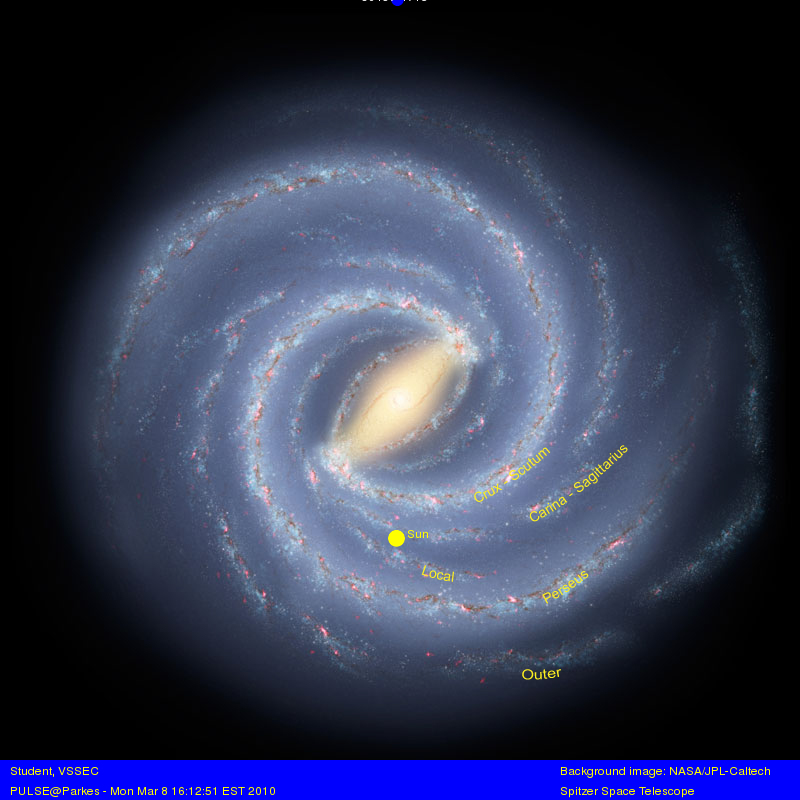 Sun
Crux - Scutum
Carina - Sagittarius
Local
Perseus
Outer
Student, VSSEC
PULSE@Parkes - Mon Mar 8 16:12:51 EST 2010
Background image: NASA/JPL-Caltech
Spitzer Space Telescope